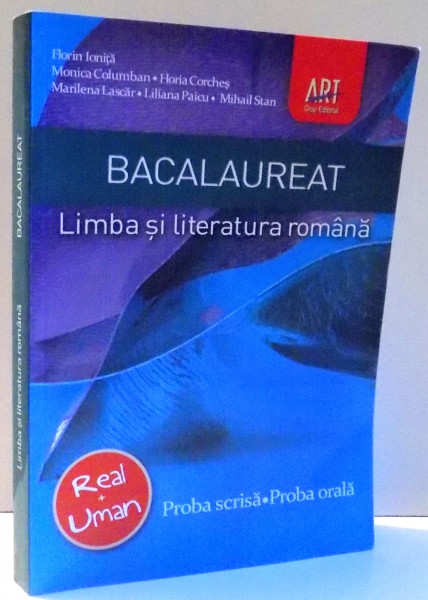 Florin Ioniță
Monica Columban • Horia Corcheș
Marilena Lascăr • Liliana Paicu • Mihail Stan
ART
Grup Editorial
BACALAUREAT
Limba și literatura română
Real
+
Uman
Proba scrisă • Proba orală
Limba și literatura română BACALAUREAT